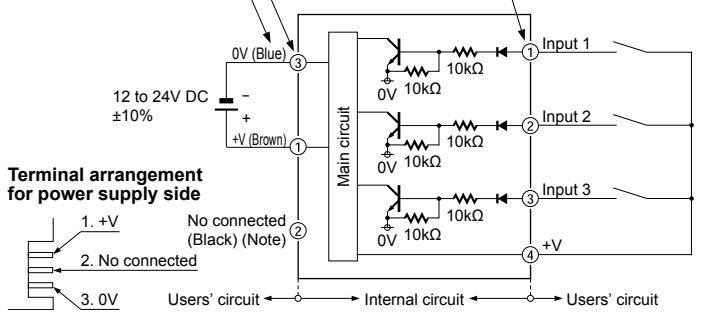 0V (Blue)
3
12 to 24V DC
±10%
−
+
+V (Brown)
1
Terminal arrangement
for power supply side
1. +V
2. No connected
3. 0V
No connected
(Black) (Note)
2
Main circuit
10kΩ
10kΩ
0V
1
Input 1
10kΩ
10kΩ
0V
2
Input 2
10kΩ
10kΩ
0V
3
Input 3
4
+V
Users' circuit
Internal circuit
Users' circuit